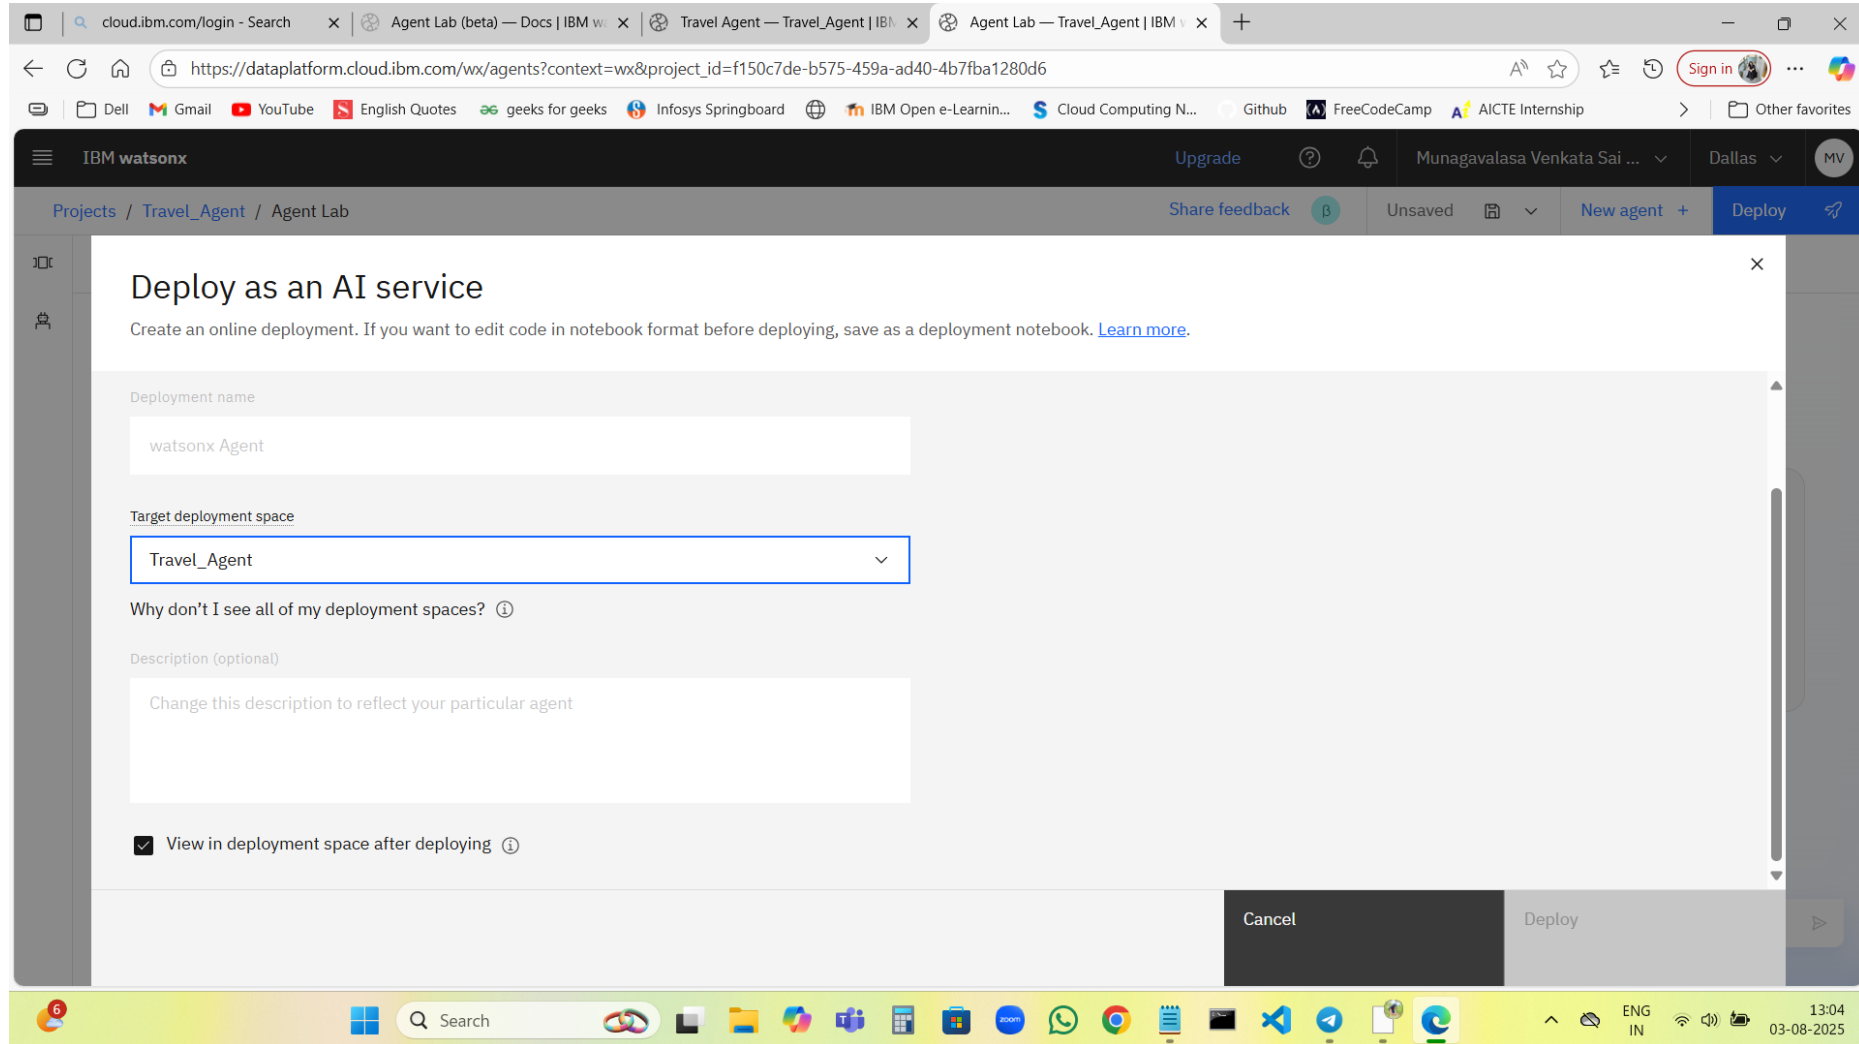 cloud.ibm.com/login - Search
Agent Lab (beta) — Docs | IBM w
Travel Agent — Travel_Agent | IBM
Agent Lab — Travel_Agent | IBM w
https://dataplatform.cloud.ibm.com/wx/agents?context=wx&project_id=f150c7de-b575-459a-ad40-4b7fba1280d6
Sign in
Dell
Gmail
YouTube
English Quotes
geeks for geeks
Infosys Springboard
IBM Open e-Learnin...
Cloud Computing N...
Github
FreeCodeCamp
AICTE Internship
Other favorites
IBM watsonx
Upgrade
Munagavalasa Venkata Sai ...
Dallas
MV
Projects / Travel_Agent / Agent Lab
Share feedback
β
Unsaved
New agent +
Deploy
Deploy as an AI service
Create an online deployment. If you want to edit code in notebook format before deploying, save as a deployment notebook. Learn more.
Deployment name
watsonx Agent
Target deployment space
Travel_Agent
Why don't I see all of my deployment spaces?
Description (optional)
Change this description to reflect your particular agent
View in deployment space after deploying
Cancel
Deploy
6
Search
zoom
ENG
IN
13:04
03-08-2025